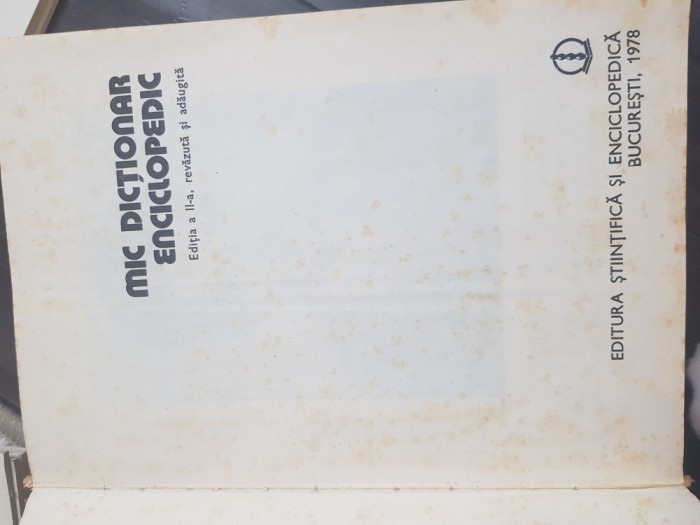 MIC DICȚIONAR
ENCICLOPEDIC
Ediția a II-a, revăzută și adăugită
EDITURA ȘTIINȚIFICĂ ȘI ENCICLOPEDICĂ
BUCUREȘTI, 1978